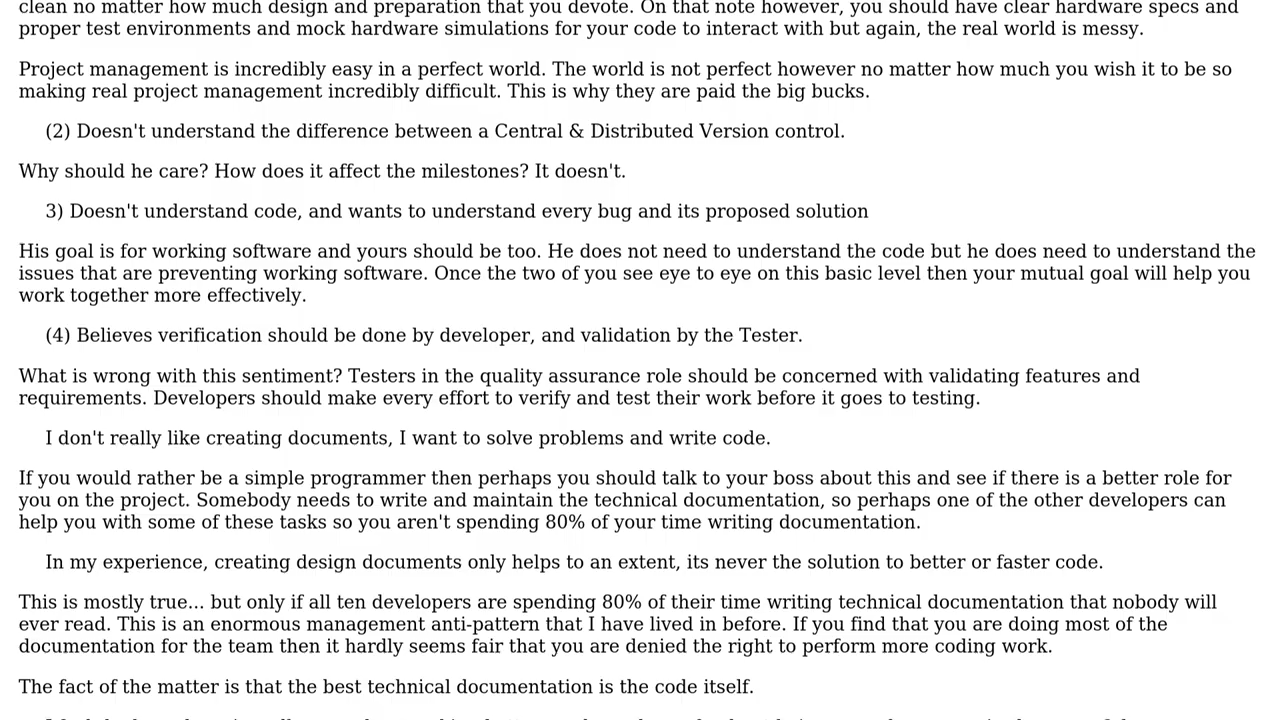 clean no matter how much design and preparation that you devote. On that note however, you should have clear hardware specs and
proper test environments and mock hardware simulations for your code to interact with but again, the real world is messy.
Project management is incredibly easy in a perfect world. The world is not perfect however no matter how much you wish it to be so
making real project management incredibly difficult. This is why they are paid the big bucks.
(2) Doesn't understand the difference between a Central & Distributed Version control.
Why should he care? How does it affect the milestones? It doesn't.
3) Doesn't understand code, and wants to understand every bug and its proposed solution
His goal is for working software and yours should be too. He does not need to understand the code but he does need to understand the
issues that are preventing working software. Once the two of you see eye to eye on this basic level then your mutual goal will help you
work together more effectively.
(4) Believes verification should be done by developer, and validation by the Tester.
What is wrong with this sentiment? Testers in the quality assurance role should be concerned with validating features and
requirements. Developers should make every effort to verify and test their work before it goes to testing.
I don't really like creating documents, I want to solve problems and write code.
If you would rather be a simple programmer then perhaps you should talk to your boss about this and see if there is a better role for
you on the project. Somebody needs to write and maintain the technical documentation, so perhaps one of the other developers can
help you with some of these tasks so you aren't spending 80% of your time writing documentation.
In my experience, creating design documents only helps to an extent, its never the solution to better or faster code.
This is mostly true... but only if all ten developers are spending 80% of their time writing technical documentation that nobody will
ever read. This is an enormous management anti-pattern that I have lived in before. If you find that you are doing most of the
documentation for the team then it hardly seems fair that you are denied the right to perform more coding work.
The fact of the matter is that the best technical documentation is the code itself.